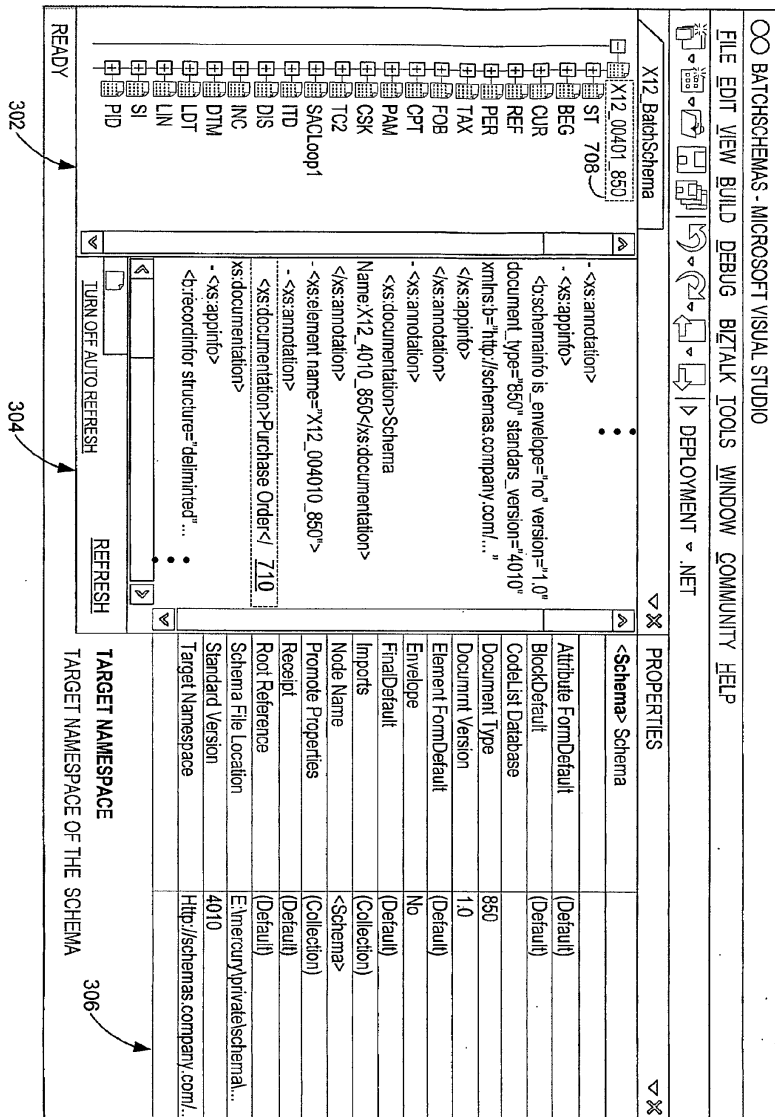 BATCHSCHEMAS - MICROSOFT VISUAL STUDIO
FILE EDIT VIEW BUILD DEBUG BIZTALK TOOLS WINDOW COMMUNITY HELP
DEPLOYMENT .NET
X12_BatchSchema
X12_00401_850
ST 708
BEG
CUR
REF
PER
TAX
FOB
CPT
PAM
CSK
TC2
SACLoop1
ITD
DIS
INC
DTM
LDT
LIN
SI
PID
READY
302
- <xs:annotation>
- <xs:appinfo>
<b:schemainfo is_envelope="no" version="1.0"
document_type="850" standars_version="4010"
xmlns:b="http://schemas.company.com/... "
</xs:appinfo>
</xs:annotation>
- <xs:annotation>
<xs:documentation>Schema
Name:X12_4010_850</xs:documentation>
</xs:annotation>
- <xs:element name="X12_004010_850">
- <xs:annotation>
<xs:documentation>Purchase Order</ 710
xs:documentation>
- <xs:appinfo>
<b:recordinfor structure="deliminted"...
TURN OFF AUTO REFRESH REFRESH
304
PROPERTIES
<Schema> Schema
Attribute FormDefault (Default)
BlockDefault (Default)
CodeList Database
Document Type 850
Documnt Version 1.0
Element FormDefault (Default)
Envelope No
FinalDefault (Default)
Imports (Collection)
Node Name <Schema>
Promote Properties (Collection)
Receipt (Default)
Root Reference (Default)
Schema File Location E:\mercury\private\schema\...
Standard Version 4010
Target Namespace Http://schemas.company.com/..
TARGET NAMESPACE
TARGET NAMESPACE OF THE SCHEMA
306